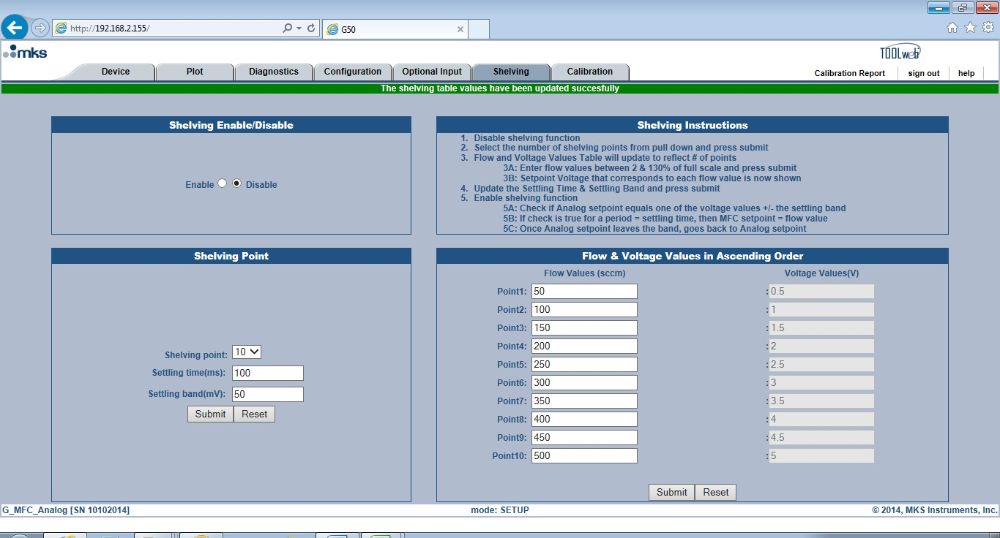 http://192.168.2.155/
G50
mks
TOOLweb
Device Plot Diagnostics Configuration Optional Input Shelving Calibration
Calibration Report sign out help
The shelving table values have been updated succesfully
Shelving Enable/Disable
Enable Disable
Shelving Instructions
1. Disable shelving function
2. Select the number of shelving points from pull down and press submit
3. Flow and Voltage Values Table will update to reflect # of points
3A: Enter flow values between 2 & 130% of full scale and press submit
3B: Setpoint Voltage that corresponds to each flow value is now shown
4. Update the Settling Time & Settling Band and press submit
5. Enable shelving function
5A: Check if Analog setpoint equals one of the voltage values +/- the settling band
5B: If check is true for a period = settling time, then MFC setpoint = flow value
5C: Once Analog setpoint leaves the band, goes back to Analog setpoint
Shelving Point
Shelving point: 10
Settling time(ms): 100
Settling band(mV): 50
Submit Reset
Flow & Voltage Values in Ascending Order
Flow Values (sccm) Voltage Values(V)
Point1: 50 :0.5
Point2: 100 :1
Point3: 150 :1.5
Point4: 200 :2
Point5: 250 :2.5
Point6: 300 :3
Point7: 350 :3.5
Point8: 400 :4
Point9: 450 :4.5
Point10: 500 :5
Submit Reset
G_MFC_Analog [SN 10102014] mode: SETUP © 2014, MKS Instruments, Inc.